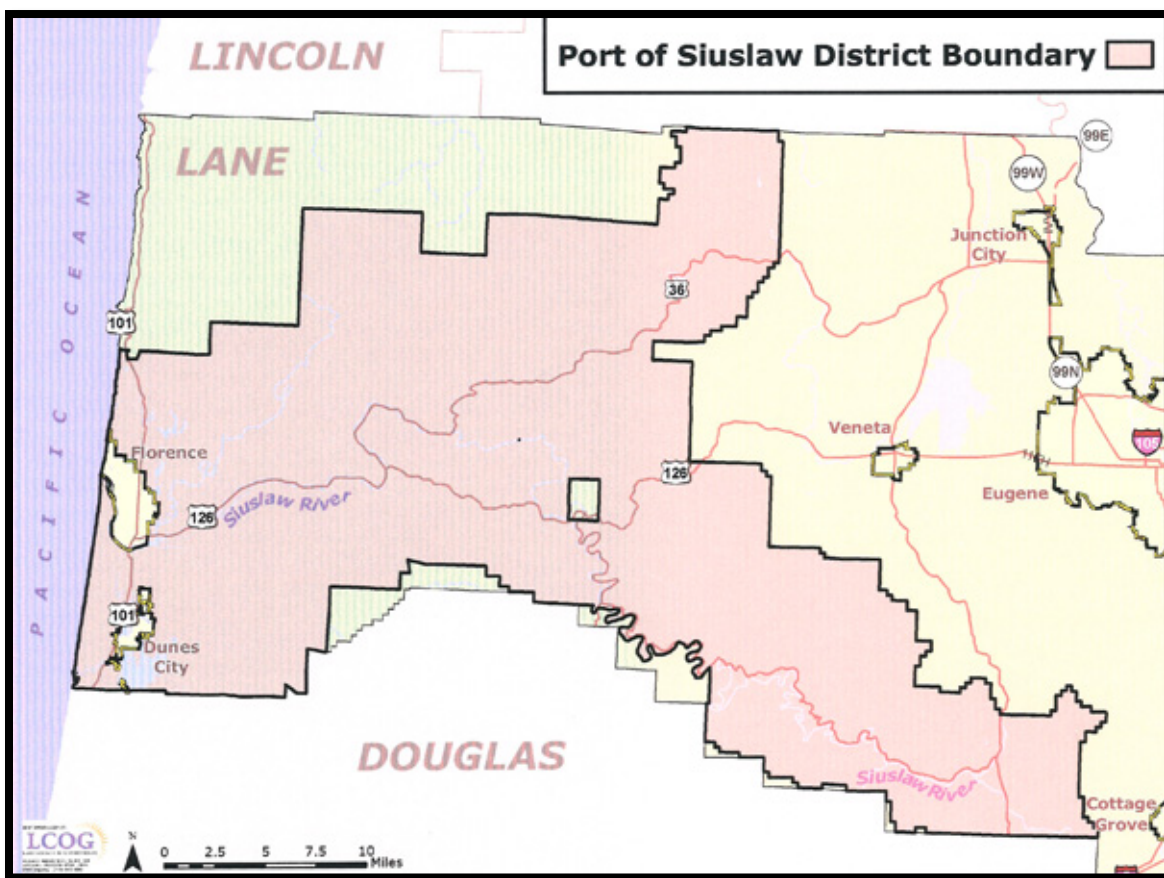 LINCOLN
Port of Siuslaw District Boundary
LANE
99E
99W
Junction
City
PACIFIC OCEAN
101
36
99N
Veneta
Florence
126
126
105
Siuslaw River
Eugene
101
Dunes
City
DOUGLAS
Siuslaw River
Cottage
Grove
LCOG
N
0 2.5 5 7.5 10
Miles